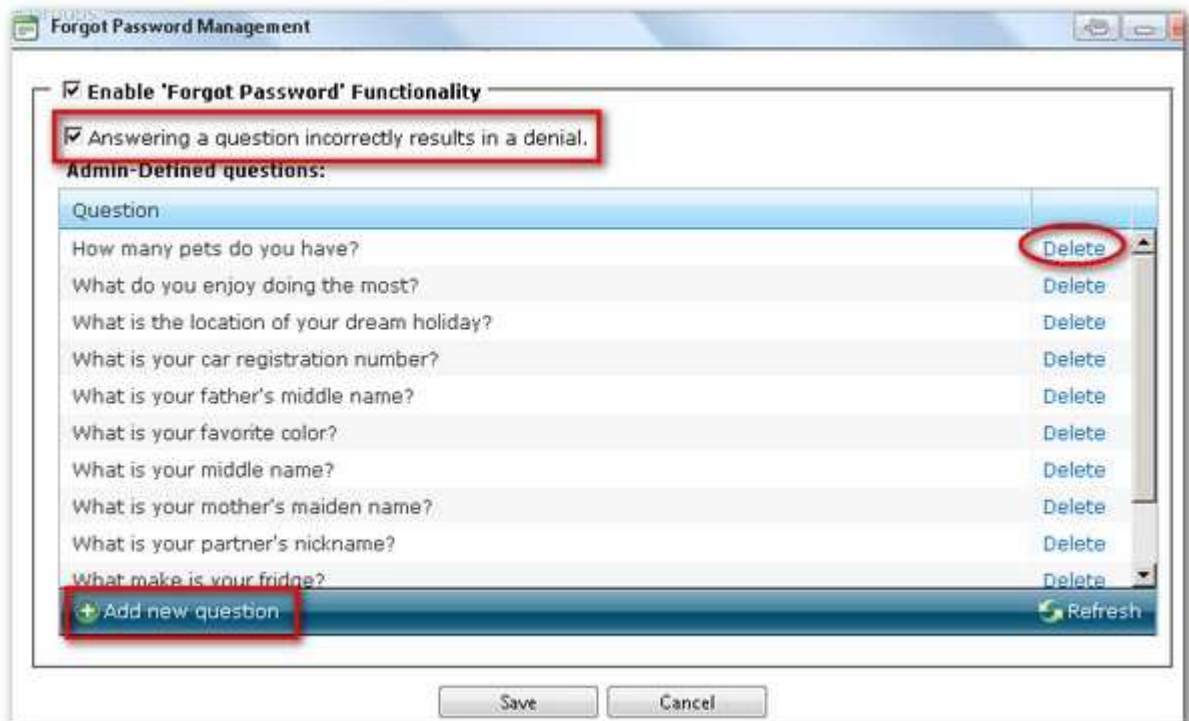 Forgot Password Management
Enable 'Forgot Password' Functionality
Answering a question incorrectly results in a denial.
Admin-Defined questions:
Question
How many pets do you have? Delete
What do you enjoy doing the most? Delete
What is the location of your dream holiday? Delete
What is your car registration number? Delete
What is your father's middle name? Delete
What is your favorite color? Delete
What is your middle name? Delete
What is your mother's maiden name? Delete
What is your partner's nickname? Delete
What make is your fridge? Delete
Add new question Refresh
Save Cancel